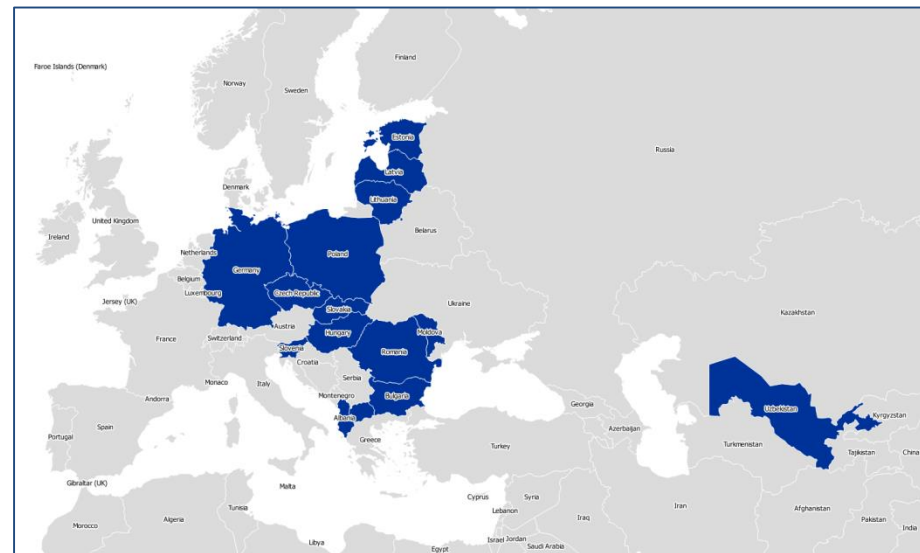 Faroe Islands (Denmark)
Finland
Norway
Sweden
Estonia
Russia
Latvia
Denmark
Lithuania
United Kingdom
Ireland
Belarus
Netherlands
Poland
Germany
Belgium
Czech Republic
Luxembourg
Jersey (UK)
Ukraine
Slovakia
Kazakhstan
Austria
Hungary
Moldova
France
Switzerland
Slovenia
Romania
Croatia
Serbia
Monaco
Italy
Andorra
Montenegro
Bulgaria
Georgia
Uzbekistan
Kyrgyzstan
Albania
Portugal
Spain
Azerbaijan
Greece
Turkey
Turkmenistan
Tajikistan
China
Gibraltar (UK)
Malta
Cyprus
Syria
Lebanon
Morocco
Algeria
Tunisia
Iraq
Iran
Afghanistan
Pakistan
Libya
Israel
Jordan
India
Egypt
Saudi Arabia